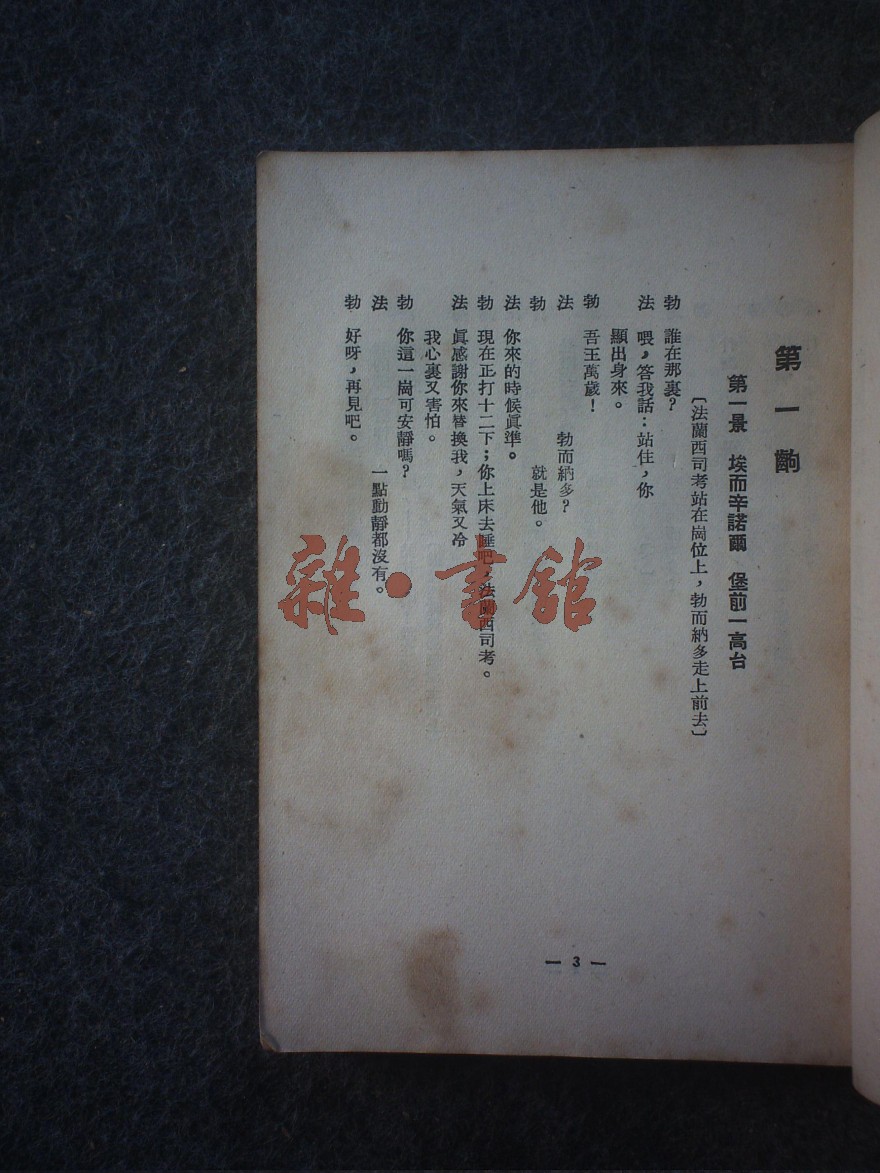 第一齣
第一景　埃而辛諾爾　堡前一高台
〔法蘭西司考站在崗位上，勃而納多走上前去〕
勃　誰在那裏？
法　喂，答我話：站住，你
顯出身來。
勃　吾王萬歲！
法　勃而納多？
勃　就是他。
法　你來的時候眞準。
勃　現在正打十二下；你上床去睡吧，法蘭西司考。
法　眞感謝你來替換我，天氣又冷
我心裏又害怕。
勃　你這一崗可安靜嗎？
法　一點動靜都沒有。
勃　好呀，再見吧。
— 3 —
雜·書館